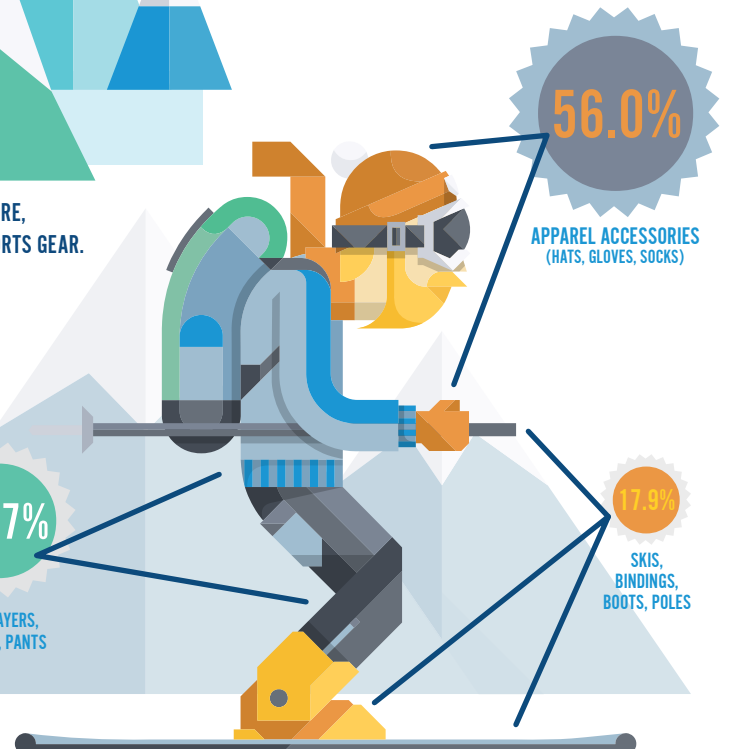 RE,
RTS GEAR.
56.0%
APPAREL ACCESSORIES
(HATS, GLOVES, SOCKS)
7%
AYERS,
, PANTS
17.9%
SKIS,
BINDINGS,
BOOTS, POLES